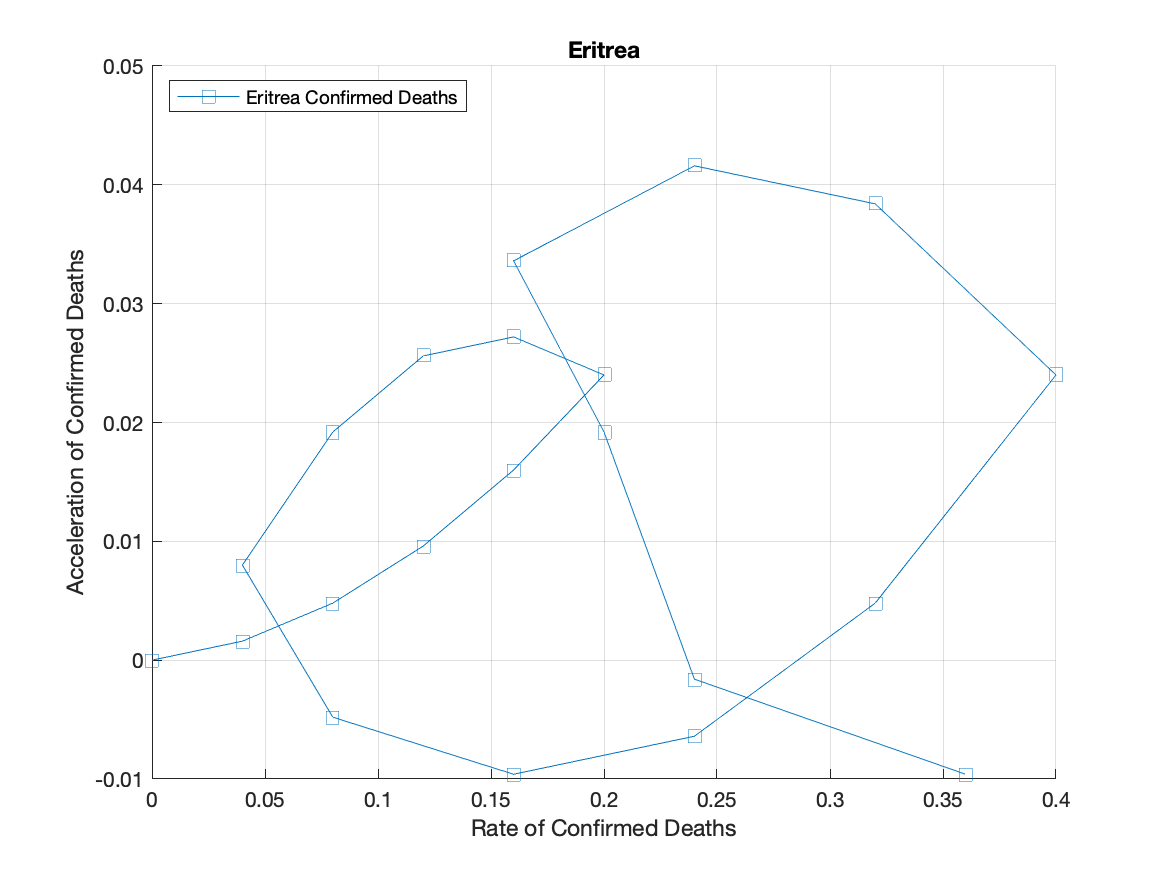 Eritrea
Eritrea Confirmed Deaths
0.05
0.04
0.03
0.02
0.01
0
-0.01
Acceleration of Confirmed Deaths
0 0.05 0.1 0.15 0.2 0.25 0.3 0.35 0.4
Rate of Confirmed Deaths